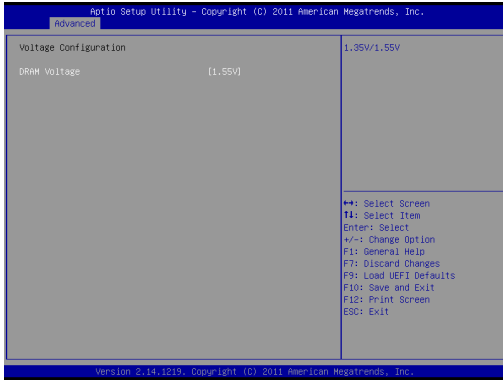 Aptio Setup Utility – Copyright (C) 2011 American Megatrends, Inc.
Advanced
Voltage Configuration
DRAM Voltage [1.55V]
1.35V/1.55V
↔: Select Screen
↑↓: Select Item
Enter: Select
+/-: Change Option
F1: General Help
F7: Discard Changes
F9: Load UEFI Defaults
F10: Save and Exit
F12: Print Screen
ESC: Exit
Version 2.14.1219. Copyright (C) 2011 American Megatrends, Inc.